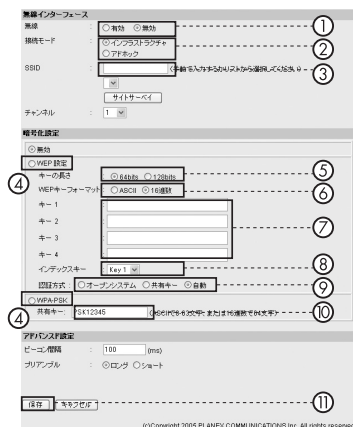 無線インターフェース
無線 : ○有効 ◎無効 ①
接続モード : ◎インフラストラクチャ ②
○アドホック
SSID : (手動で入力するかリストから選択してください) ③
サイトサーベイ
チャンネル : 1
暗号化設定
◎無効
④ ○WEP 設定
キーの長さ : ◎64bits ○128bits ⑤
WEPキーフォーマット : ○ASCII ◎16進数 ⑥
キー 1 :
キー 2 : ⑦
キー 3 :
キー 4 :
インデックスキー : Key 1 ⑧
認証方式 : ○オープンシステム ○共有キー ◎自動 ⑨
④ ○WPA-PSK
共有キー: PSK12345 (ASCIIで8-63文字、または16進数で64文字) ⑩
アドバンスド設定
ビーコン間隔 : 100 (ms)
プリアンブル : ◎ロング ○ショート
保存 キャンセル ⑪
(c)Copyright 2005 PLANEX COMMUNICATIONS Inc. All rights reserved